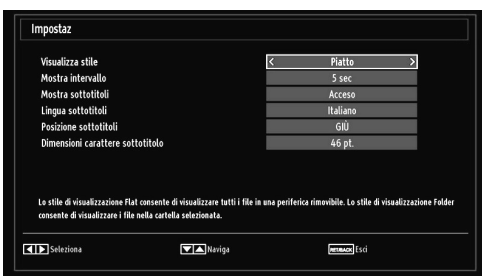 Impostaz
Visualizza stile < Piatto >
Mostra intervallo 5 sec
Mostra sottotitoli Acceso
Lingua sottotitoli Italiano
Posizione sottotitoli GIÙ
Dimensioni carattere sottotitolo 46 pt.
Lo stile di visualizzazione Flat consente di visualizzare tutti i file in una periferica rimovibile. Lo stile di visualizzazione Folder
consente di visualizzare i file nella cartella selezionata.
Seleziona Naviga RET/BACK Esci